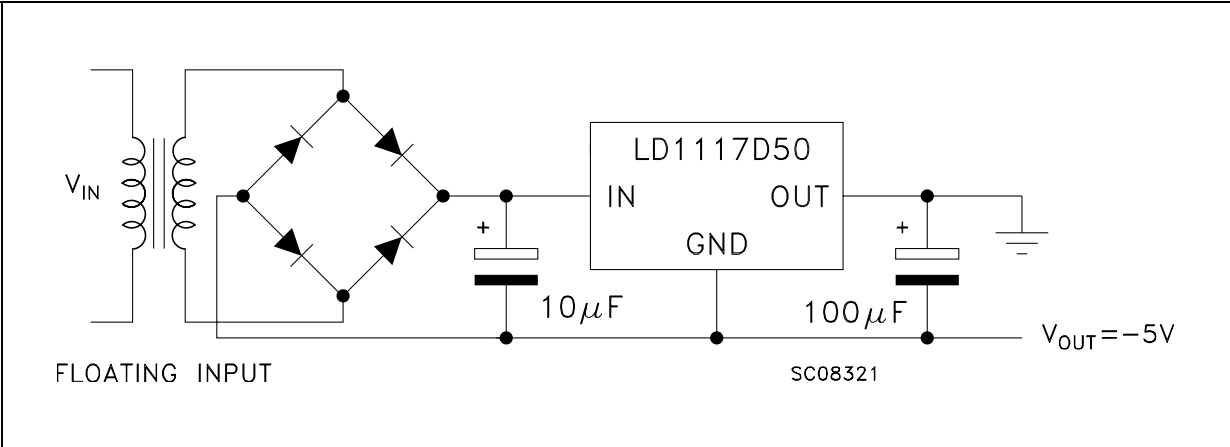 LD1117D50
V_IN
IN
OUT
GND
+
+
10μF
100μF
V_OUT=-5V
FLOATING INPUT
SC08321